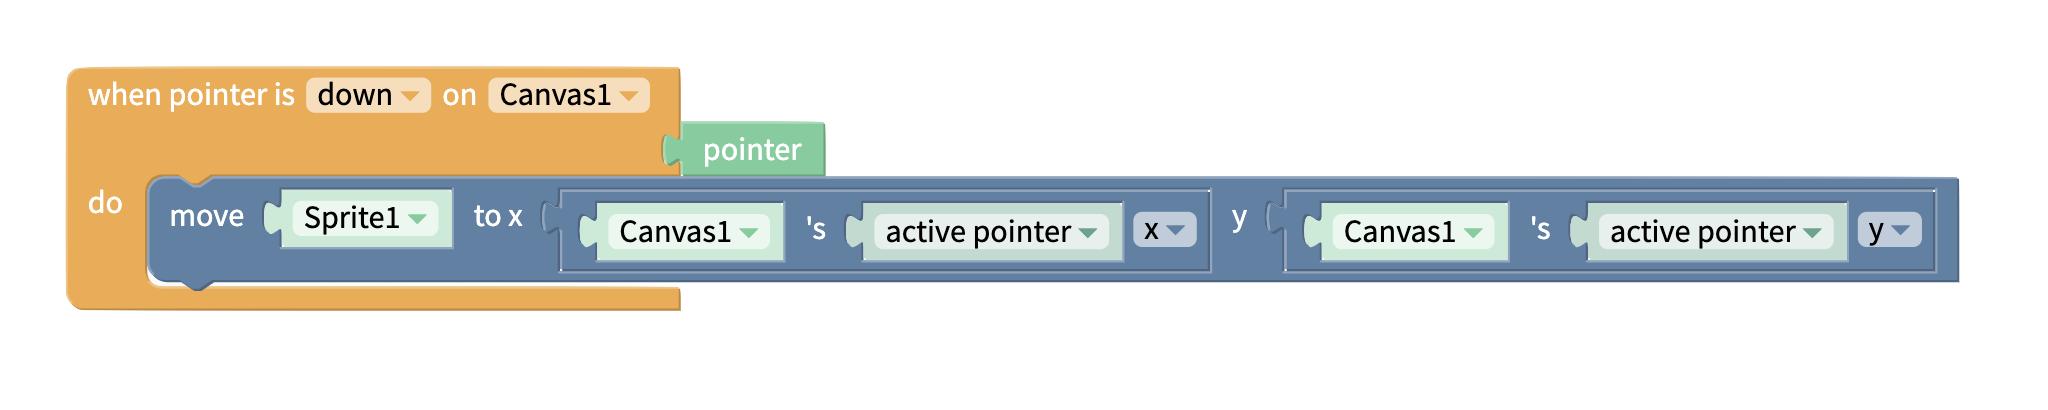 when pointer is down on Canvas1
pointer
do move Sprite1 to x Canvas1 's active pointer x y Canvas1 's active pointer y